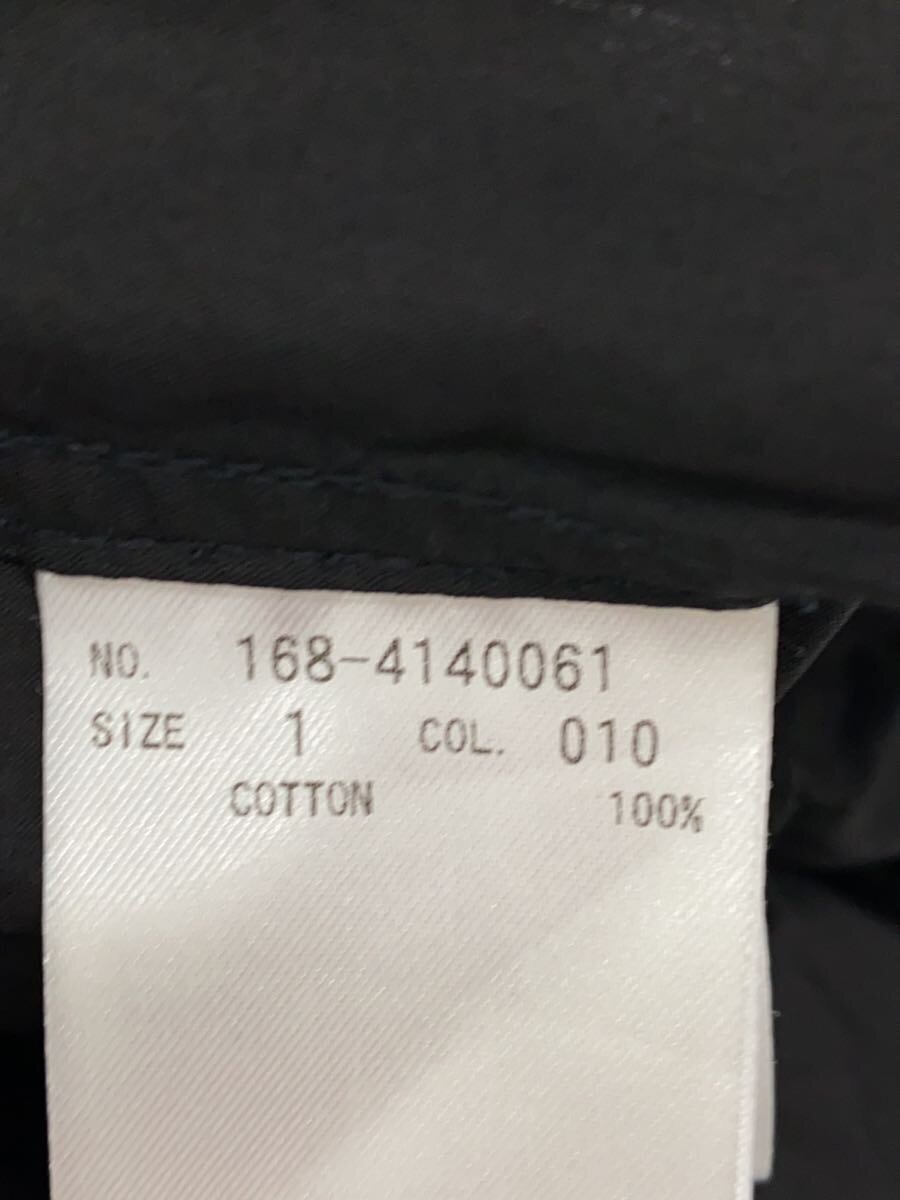 NO. 168-4140061
SIZE 1 COL. 010
COTTON 100%